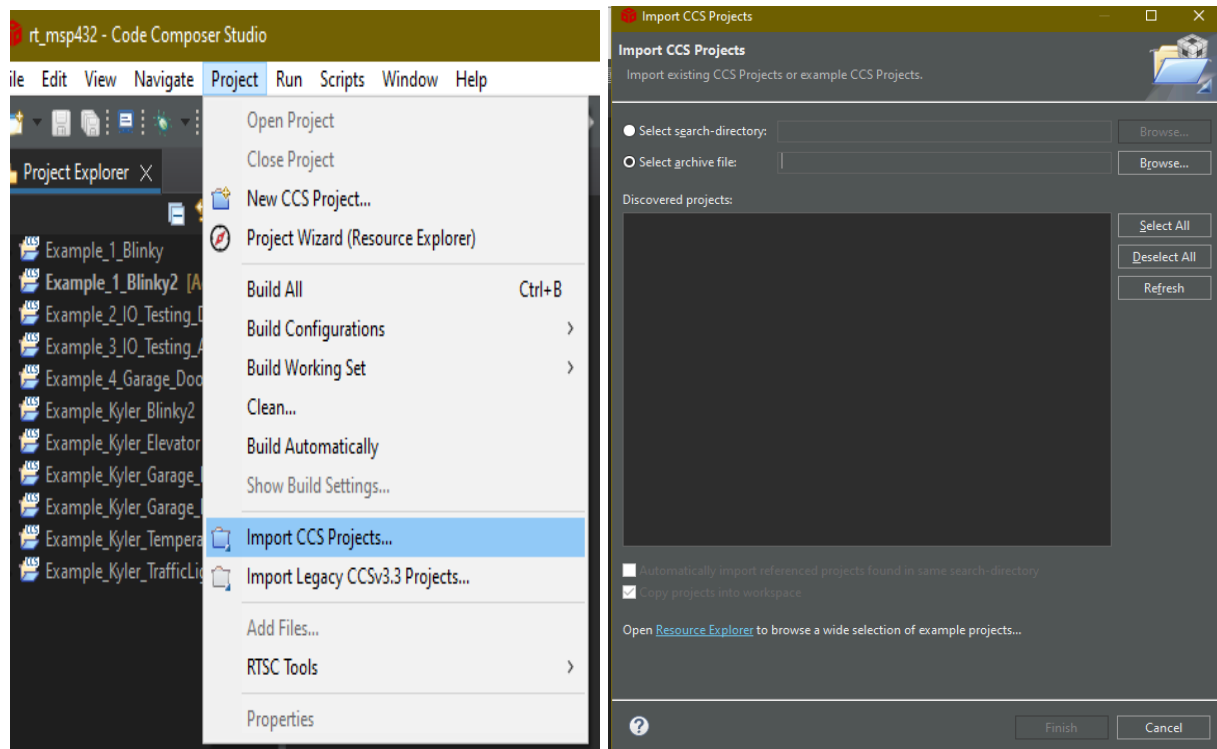 rt_msp432 - Code Composer Studio
ile Edit View Navigate Project Run Scripts Window Help
Project Explorer
Example_1_Blinky
Example_1_Blinky2 [A
Example_2_IO_Testing_D
Example_3_IO_Testing_A
Example_4_Garage_Doo
Example_Kyler_Blinky2
Example_Kyler_Elevator
Example_Kyler_Garage_
Example_Kyler_Garage_
Example_Kyler_Tempera
Example_Kyler_TrafficLig
Open Project
Close Project
New CCS Project...
Project Wizard (Resource Explorer)
Build All Ctrl+B
Build Configurations
Build Working Set
Clean...
Build Automatically
Show Build Settings...
Import CCS Projects...
Import Legacy CCSv3.3 Projects...
Add Files...
RTSC Tools
Properties
Import CCS Projects
Import CCS Projects
Import existing CCS Projects or example CCS Projects.
Select search-directory: Browse...
Select archive file: Browse...
Discovered projects:
Select All
Deselect All
Refresh
Automatically import referenced projects found in same search-directory
Copy projects into workspace
Open Resource Explorer to browse a wide selection of example projects...
Finish Cancel